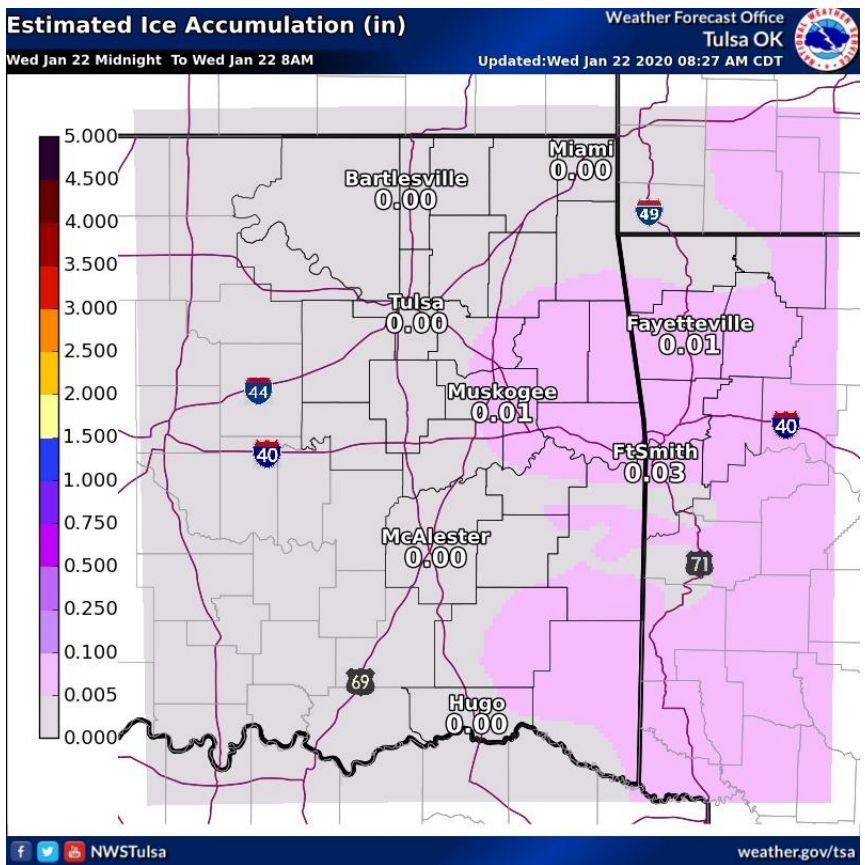 Estimated Ice Accumulation (in)
Weather Forecast Office
Tulsa OK
Wed Jan 22 Midnight To Wed Jan 22 8AM
Updated:Wed Jan 22 2020 08:27 AM CDT
NATIONAL WEATHER SERVICE
5.000
4.500
4.000
3.500
3.000
2.500
2.000
1.500
1.000
0.750
0.500
0.250
0.100
0.005
0.000
Miami
0.00
Bartlesville
0.00
49
Tulsa
0.00
Fayetteville
0.01
44
Muskogee
0.01
40
40
FtSmith
0.03
McAlester
0.00
71
69
Hugo
0.00
NWSTulsa
weather.gov/tsa